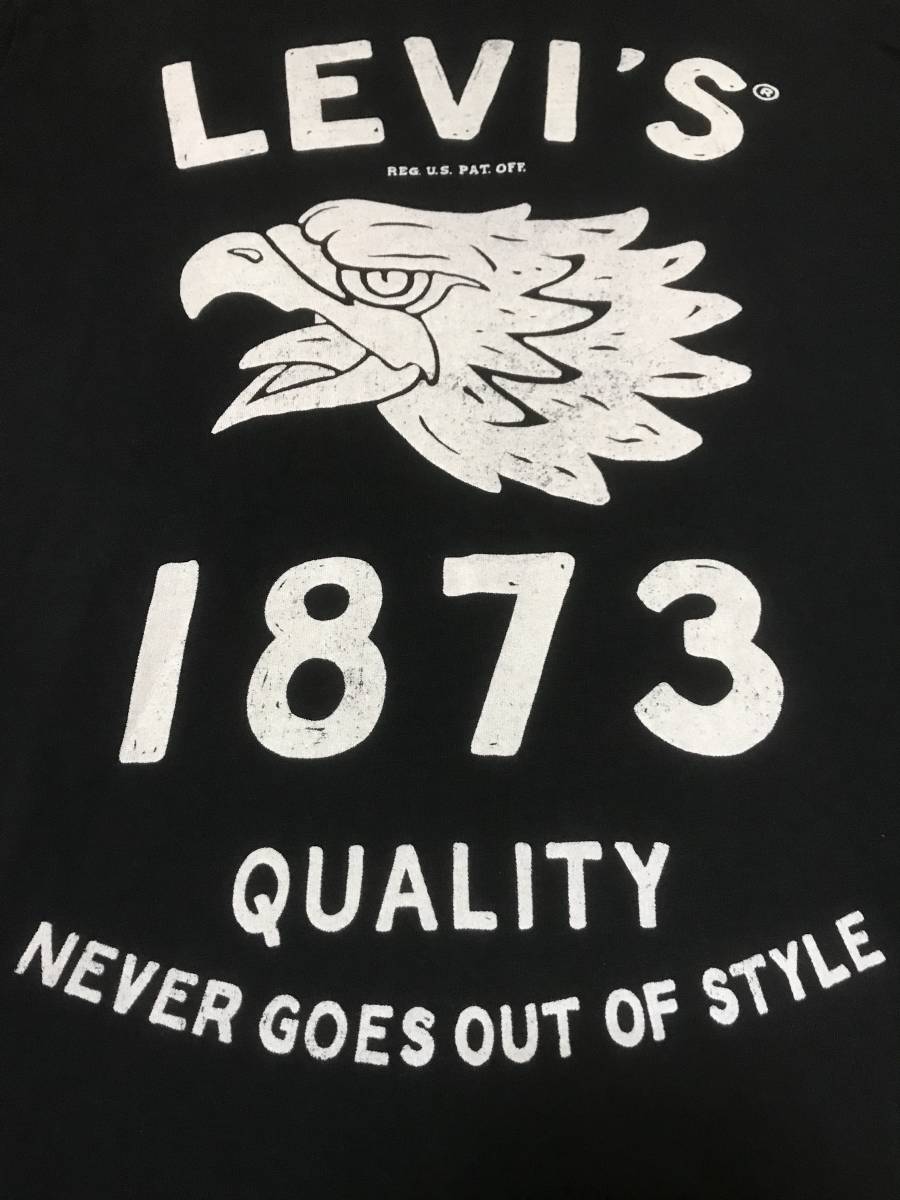 LEVI'S®
REG. U.S. PAT. OFF.
1873
QUALITY
NEVER GOES OUT OF STYLE